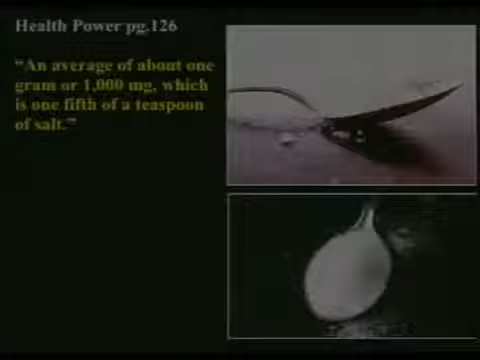 Health Power pg.126
“An average of about one
gram or 1,000 mg, which
is one fifth of a teaspoon
of salt.”